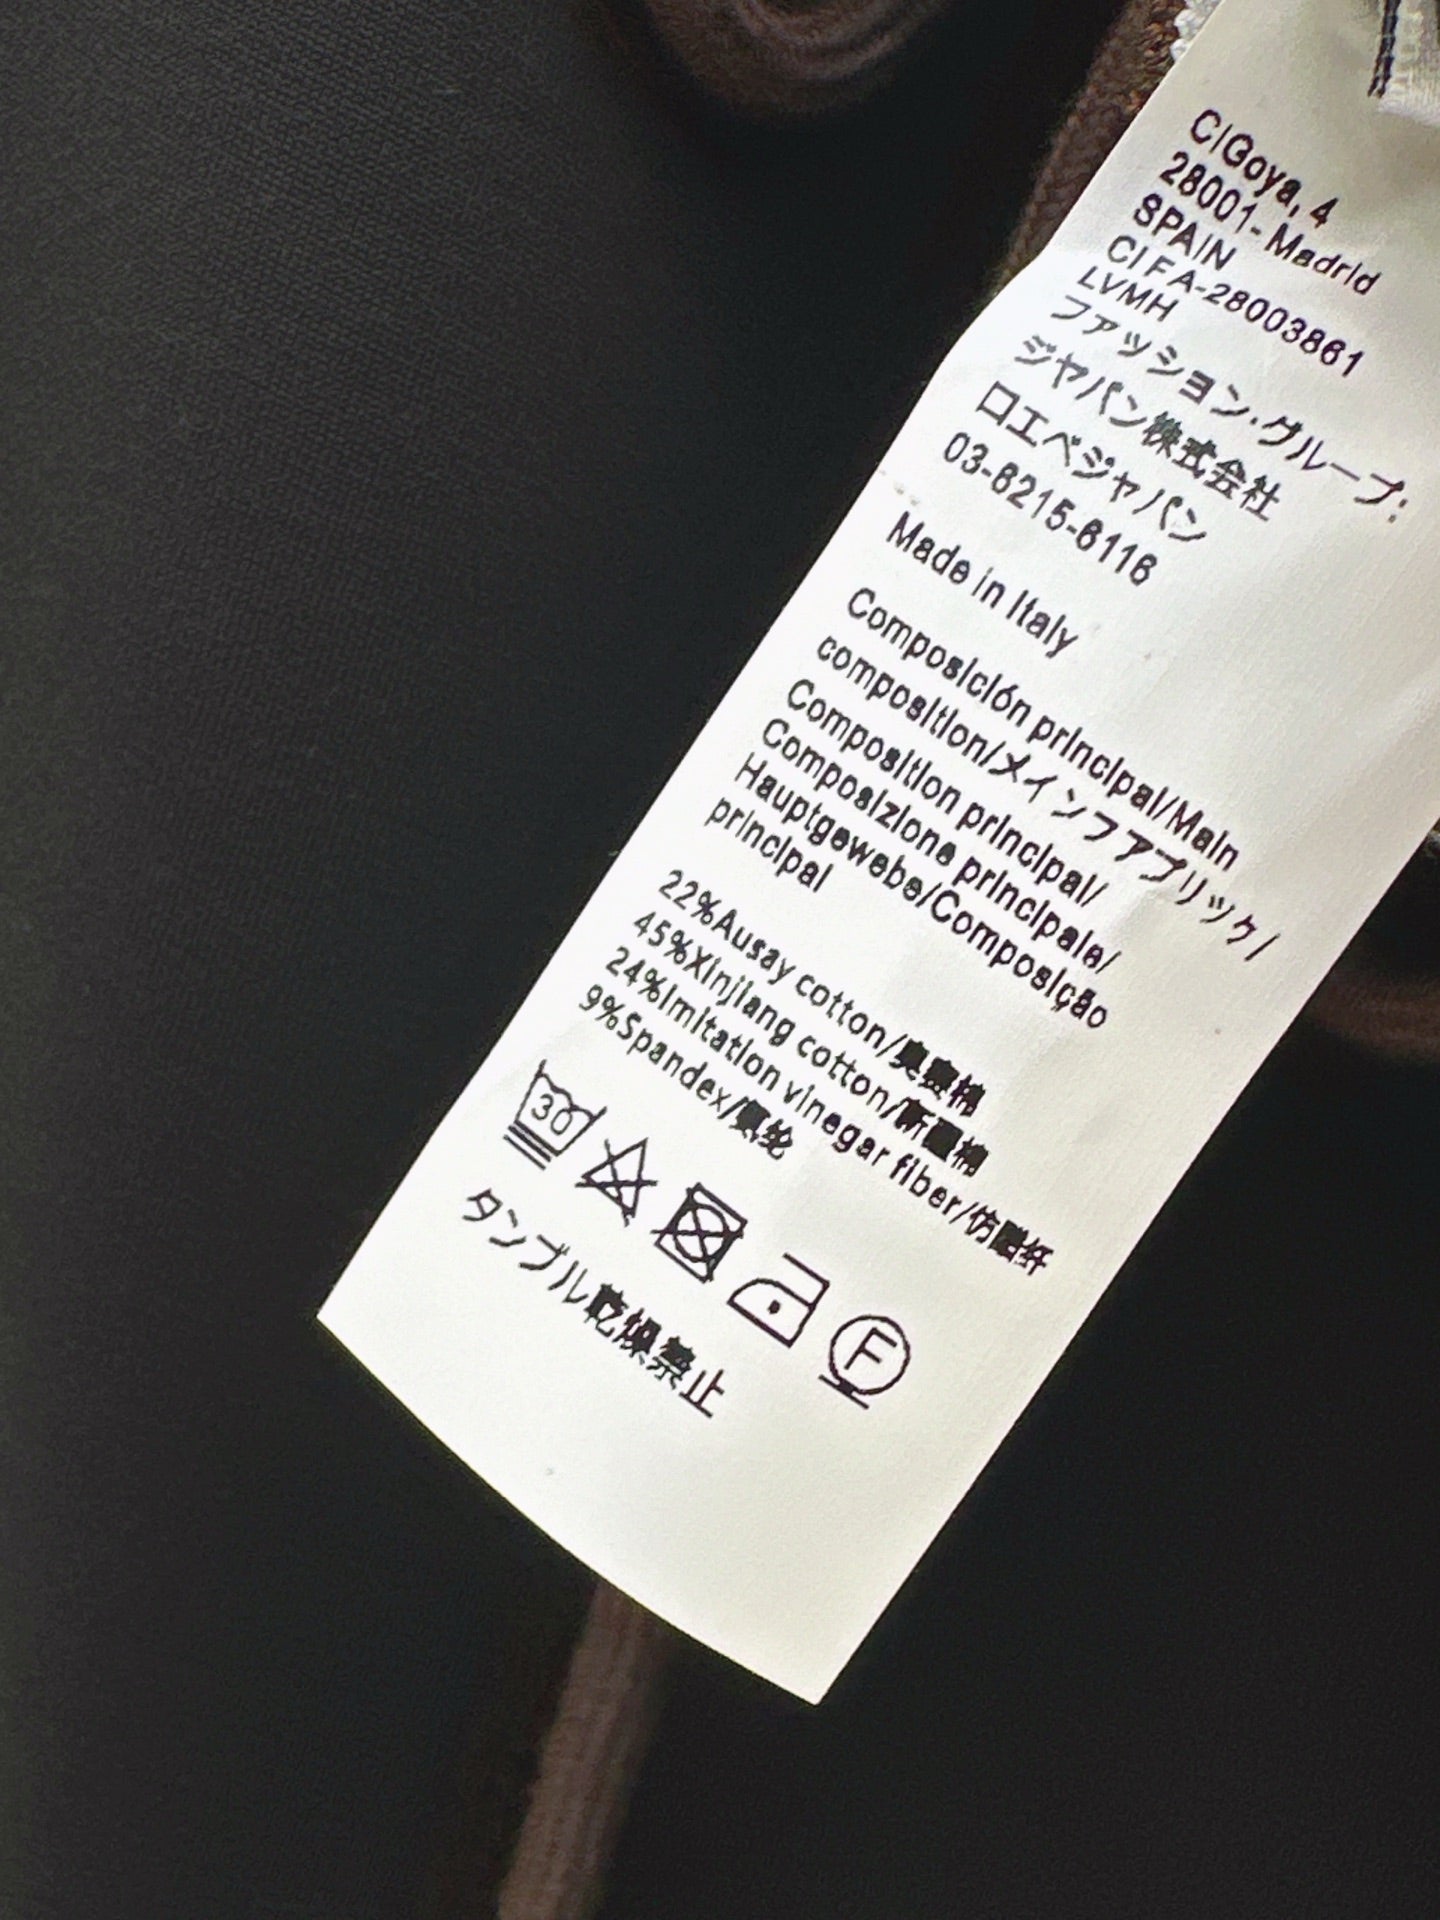 C/Goya, 4
28001- Madrid
SPAIN
CIF A-28003861
LVMH
ファッション・グループ:
ジャパン株式会社
ロエベジャパン
03-6215-6116
Made in Italy
Composición principal/Main
composition/メインファブリック/
Composition principal/
Composizione principale/
Hauptgewebe/Composição
principal
22%Ausay cotton/奥赛棉
45%Xinjiang cotton/新疆棉
24%Imitation vinegar fiber/仿醋纤
9%Spandex/氨纶
30
F
タンブル乾燥禁止